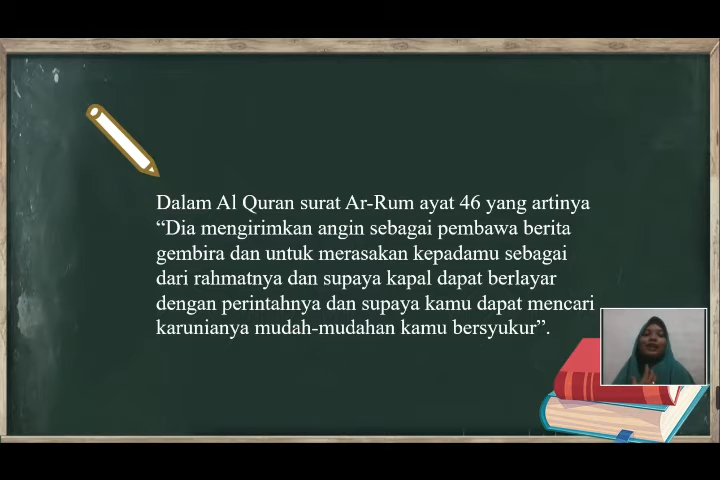 Dalam Al Quran surat Ar-Rum ayat 46 yang artinya
“Dia mengirimkan angin sebagai pembawa berita
gembira dan untuk merasakan kepadamu sebagai
dari rahmatnya dan supaya kapal dapat berlayar
dengan perintahnya dan supaya kamu dapat mencari
karunianya mudah-mudahan kamu bersyukur”.